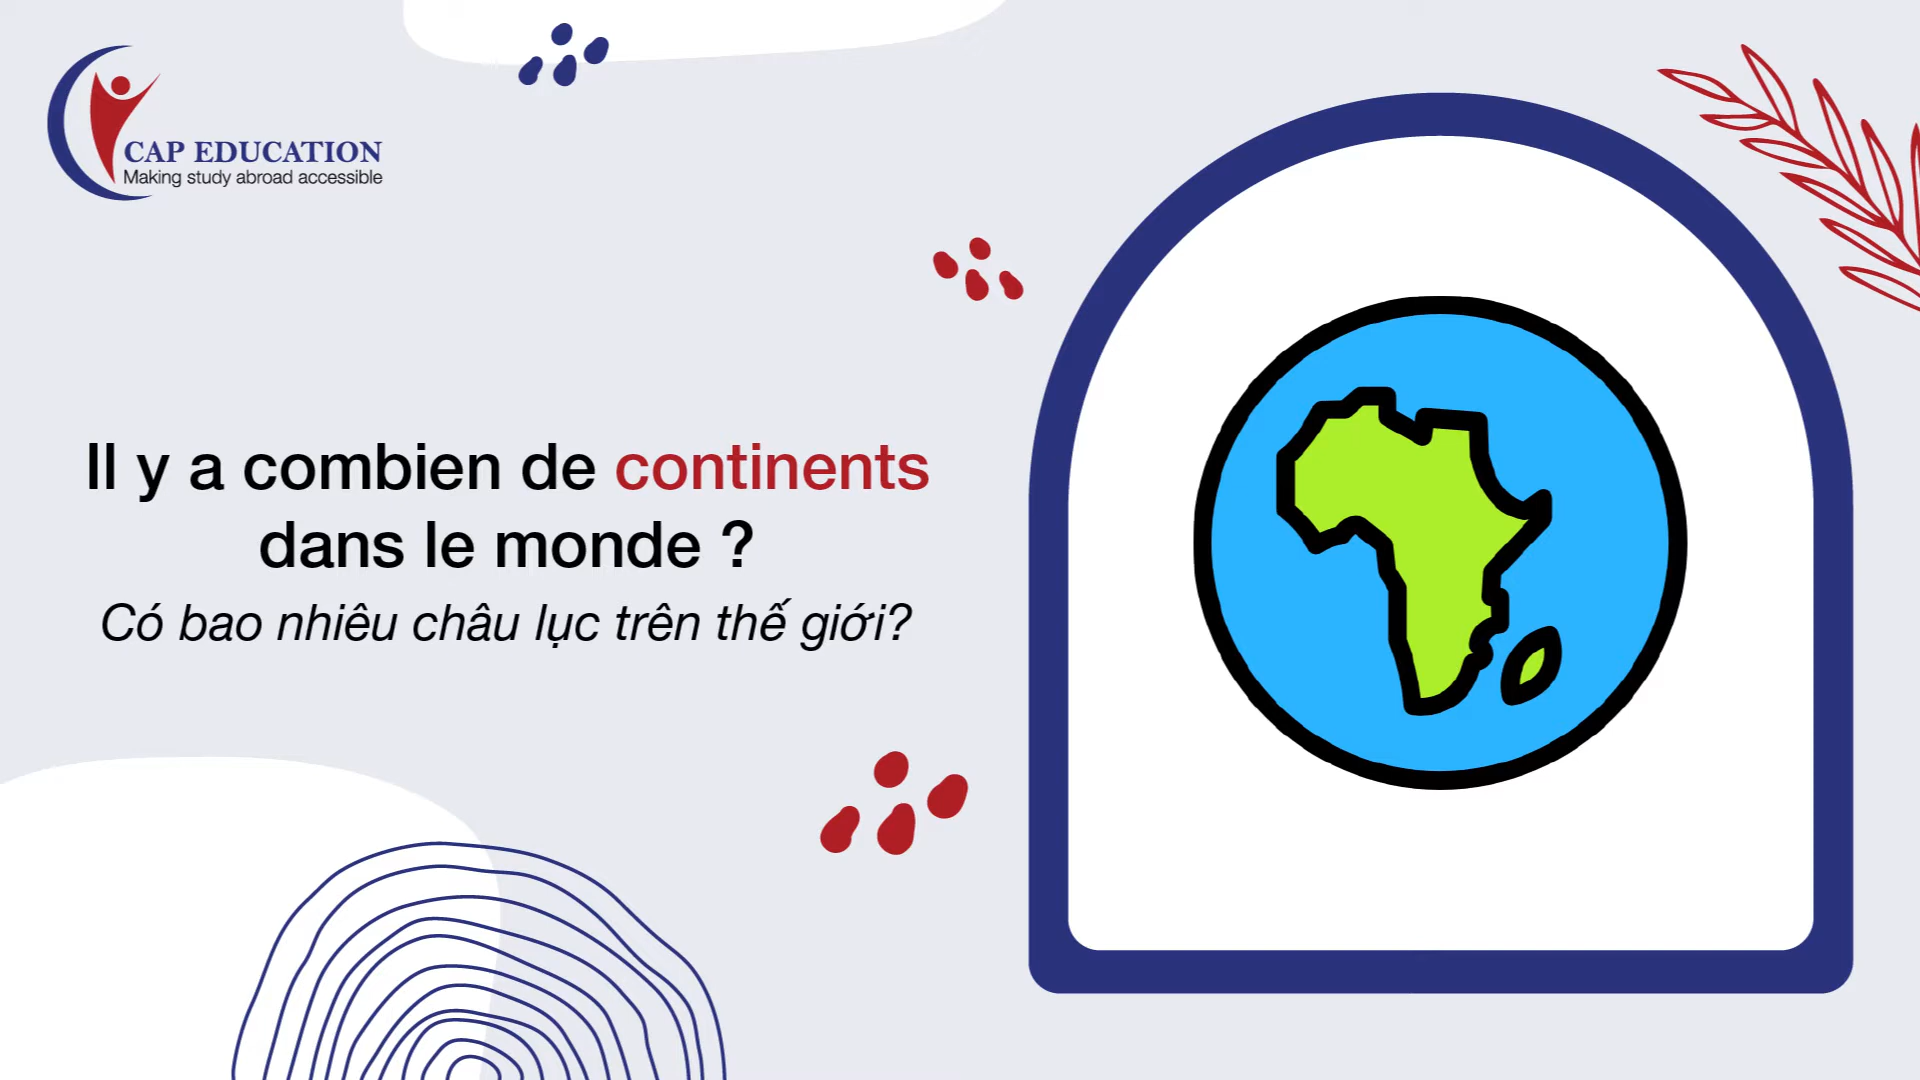 CAP EDUCATION
Making study abroad accessible
Il y a combien de continents
dans le monde ?
Có bao nhiêu châu lục trên thế giới?